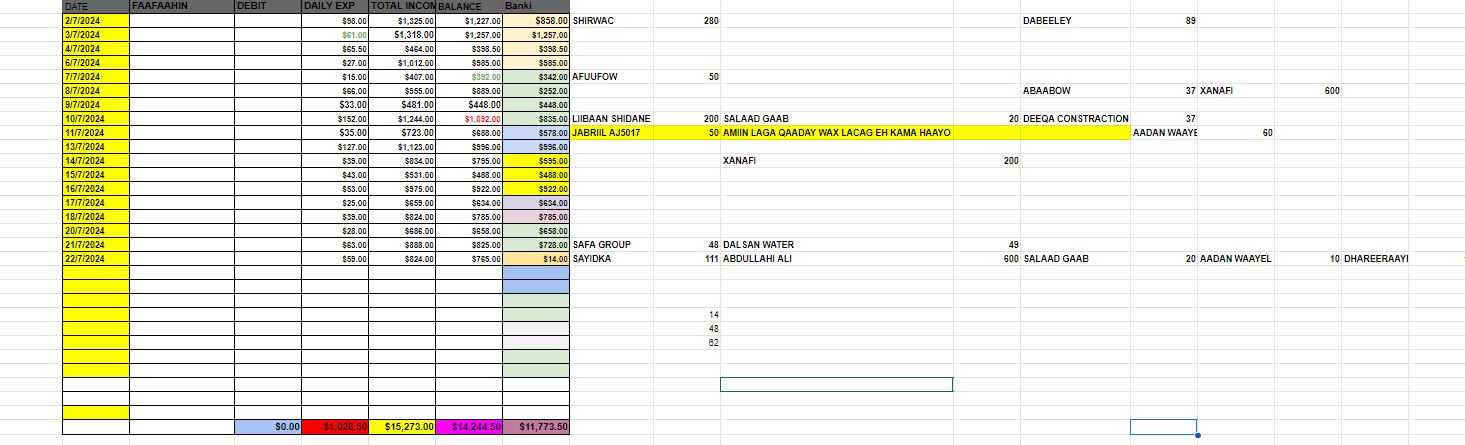 DATE FAAFAAHIN DEBIT DAILY EXP TOTAL INCOM BALANCE Banki
2/7/2024 $98.00 $1,325.00 $1,227.00 $858.00 SHIRWAC 280 DABEELEY 89
3/7/2024 $61.00 $1,318.00 $1,257.00 $1,257.00
4/7/2024 $65.50 $464.00 $398.50 $398.50
6/7/2024 $27.00 $1,012.00 $985.00 $985.00
7/7/2024 $15.00 $407.00 $392.00 $342.00 AFUUFOW 50
8/7/2024 $66.00 $955.00 $889.00 $252.00 ABAABOW 37 XANAFI 600
9/7/2024 $33.00 $481.00 $448.00 $448.00
10/7/2024 $152.00 $1,244.00 $1,092.00 $835.00 LIIBAAN SHIDANE 200 SALAAD GAAB 20 DEEQA CONSTRACTION 37
11/7/2024 $35.00 $723.00 $688.00 $578.00 JABRIIL AJ5017 50 AMIIN LAGA QAADAY WAX LACAG EH KAMA HAAYO AADAN WAAYE 60
13/7/2024 $127.00 $1,123.00 $996.00 $996.00
14/7/2024 $39.00 $834.00 $795.00 $595.00 XANAFI 200
15/7/2024 $43.00 $531.00 $488.00 $488.00
16/7/2024 $53.00 $975.00 $922.00 $922.00
17/7/2024 $25.00 $659.00 $634.00 $634.00
18/7/2024 $39.00 $824.00 $785.00 $785.00
20/7/2024 $28.00 $686.00 $658.00 $658.00
21/7/2024 $63.00 $888.00 $825.00 $728.00 SAFA GROUP 48 DALSAN WATER 49
22/7/2024 $59.00 $824.00 $765.00 $14.00 SAYIDKA 111 ABDULLAHI ALI 600 SALAAD GAAB 20 AADAN WAAYEL 10 DHAREERAAYI
14
48
62
$0.00 $1,028.50 $15,273.00 $14,244.50 $11,773.50